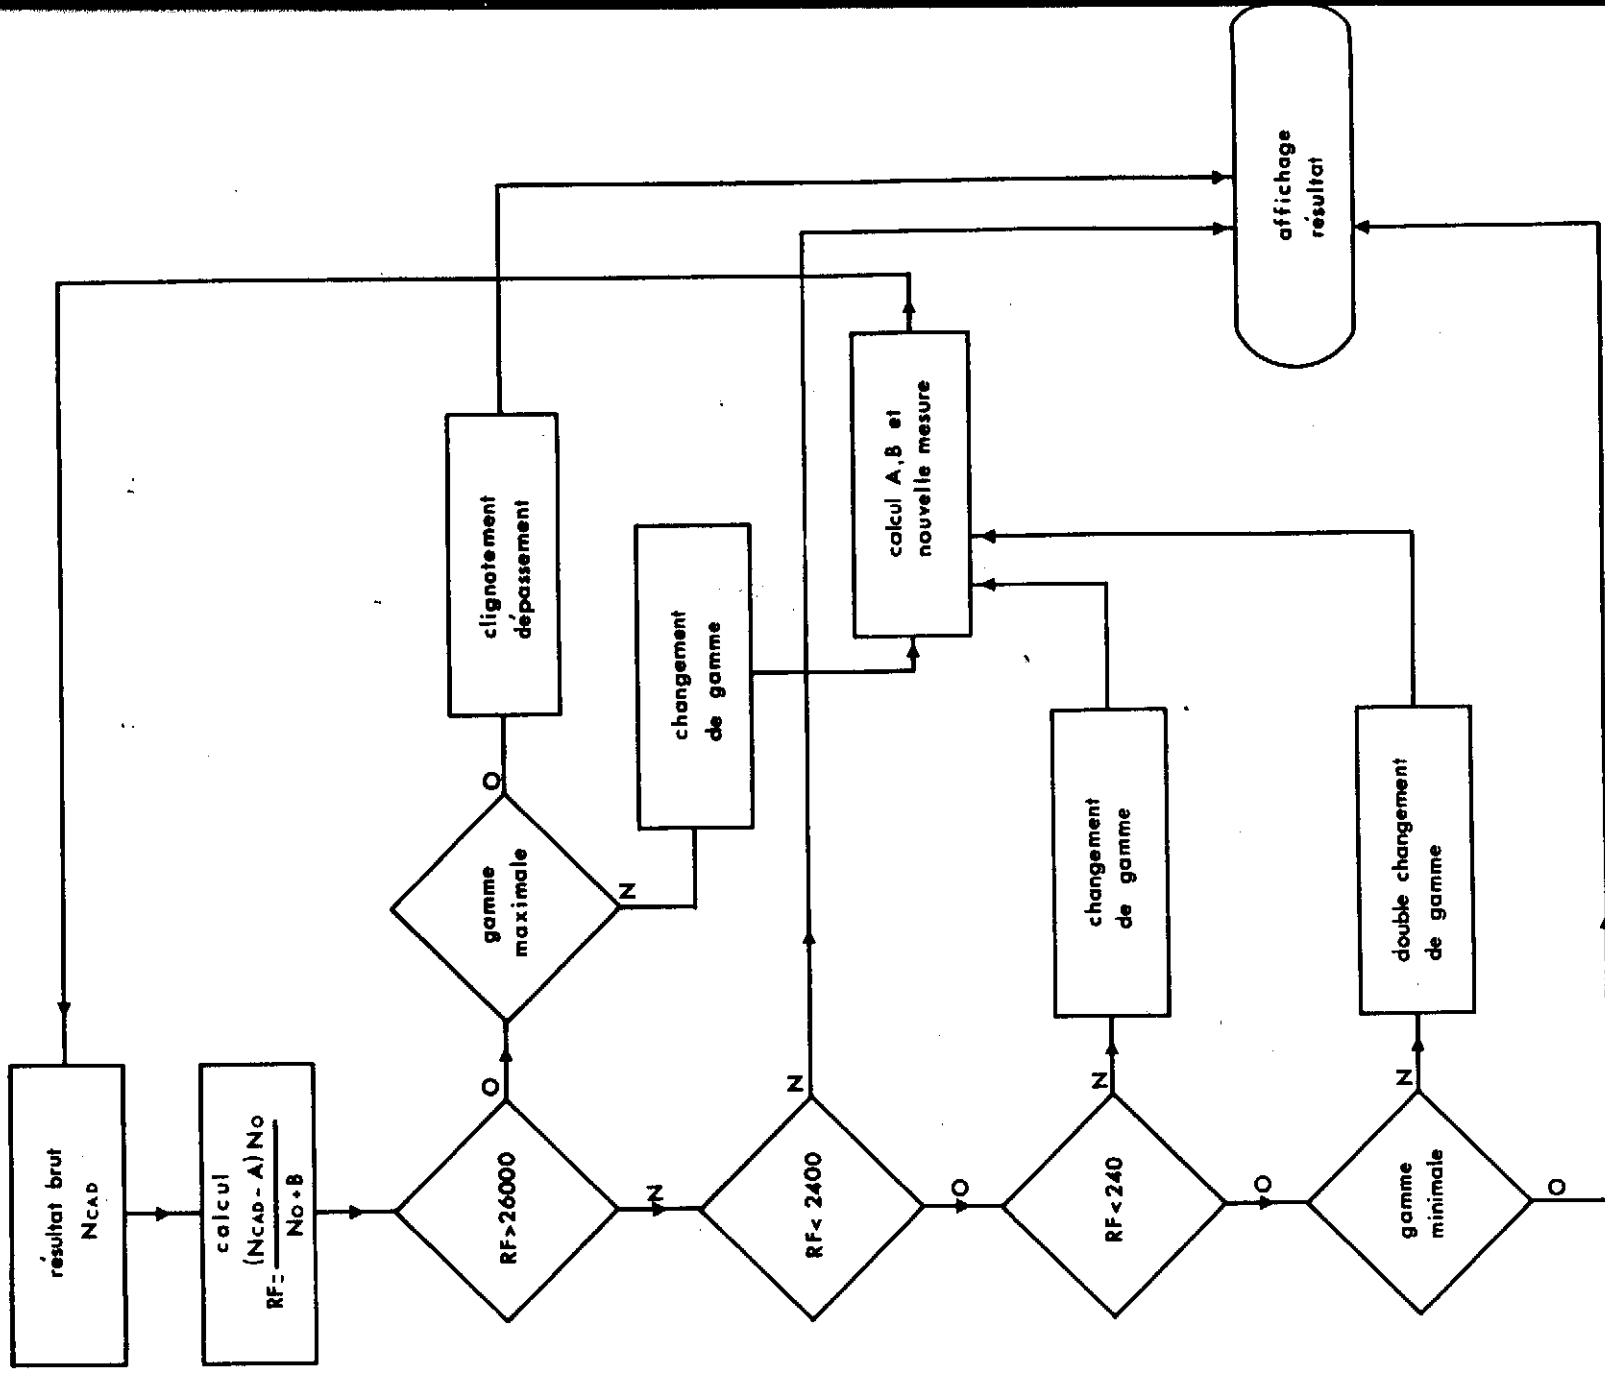 résultat brut
NCAD
calcul
(NCAD - A) No
RF=
No + B
RF>26000
O
N
gamme
maximale
O
N
clignotement
dépassement
changement
de gamme
RF< 2400
N
O
calcul A,B et
nouvelle mesure
RF<240
N
O
changement
de gamme
gamme
minimale
N
O
double changement
de gamme
affichage
résultat